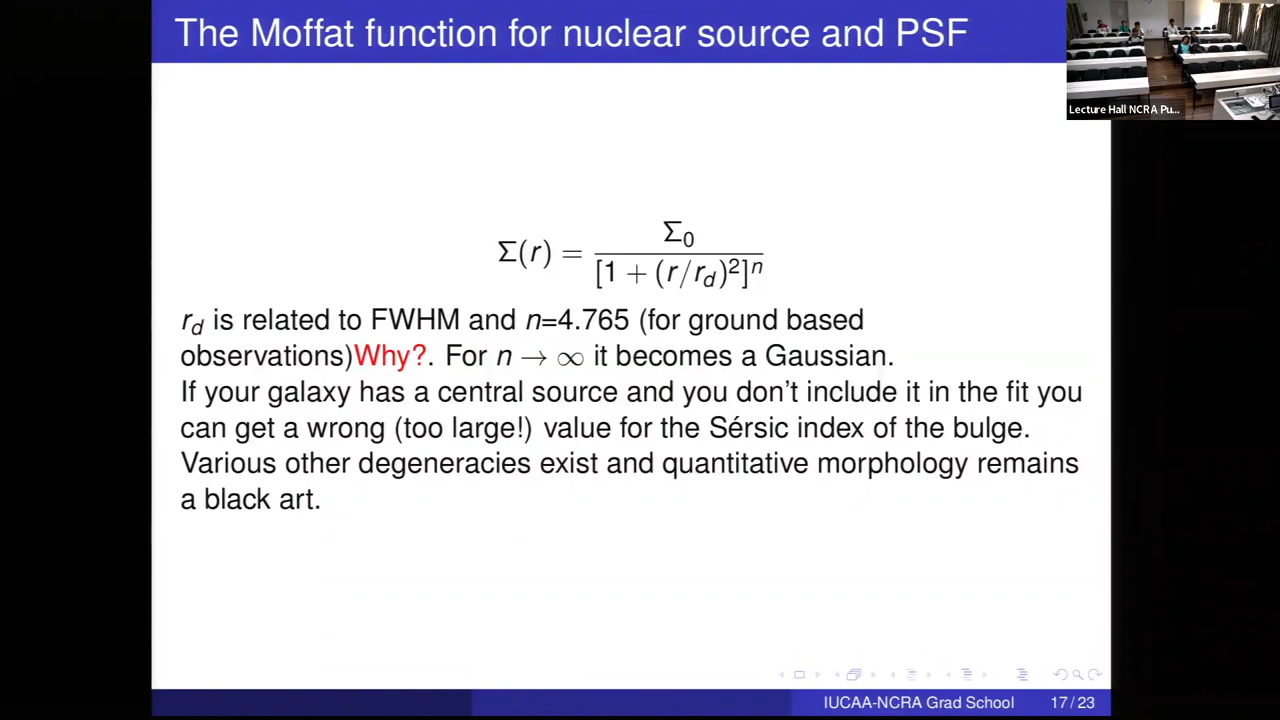 The Moffat function for nuclear source and PSF
Lecture Hall NCRA Pu...
Σ(r) = Σ0 / [1 + (r/rd)²]ⁿ
rd is related to FWHM and n=4.765 (for ground based
observations)Why?. For n → ∞ it becomes a Gaussian.
If your galaxy has a central source and you don't include it in the fit you
can get a wrong (too large!) value for the Sérsic index of the bulge.
Various other degeneracies exist and quantitative morphology remains
a black art.
IUCAA-NCRA Grad School 17 / 23